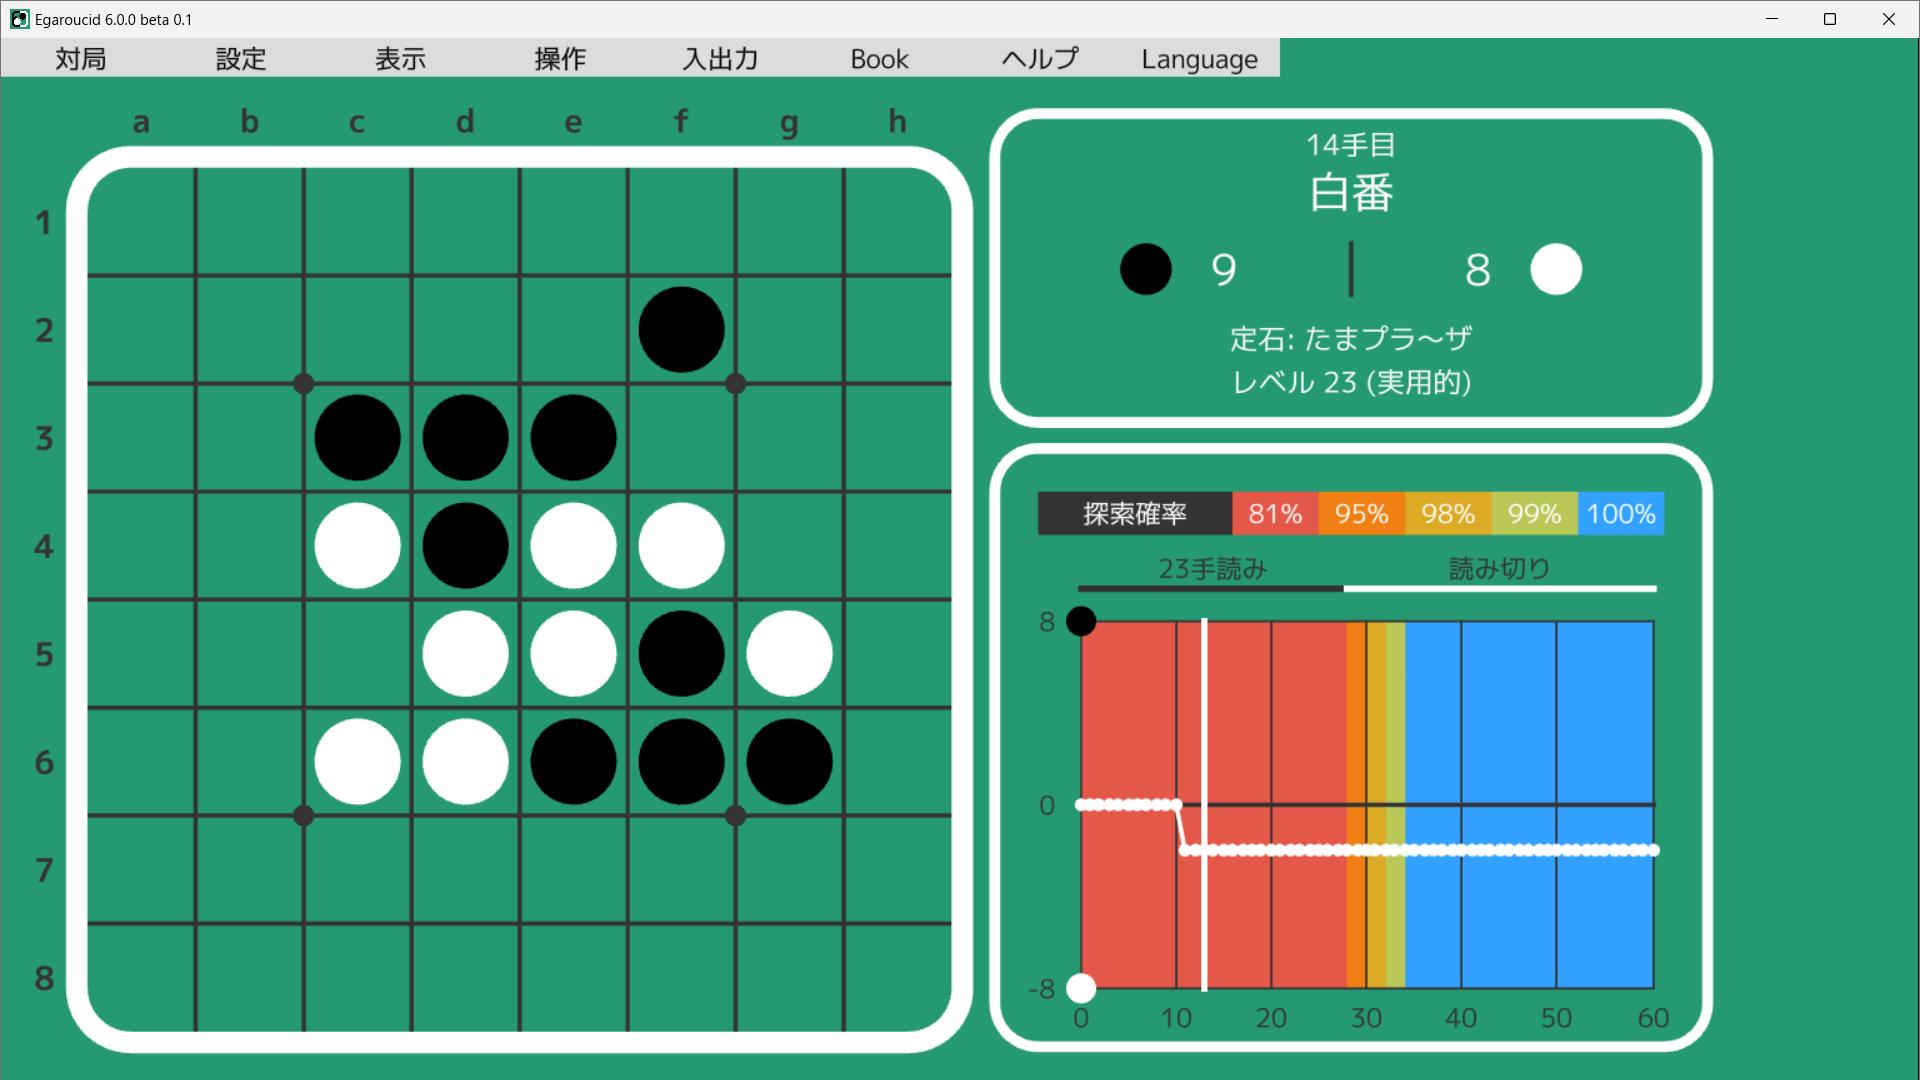 Egaroucid 6.0.0 beta 0.1
対局 設定 表示 操作 入出力 Book ヘルプ Language
a b c d e f g h
1
2
3
4
5
6
7
8
14手目
白番
9 8
定石: たまプラ～ザ
レベル 23 (実用的)
探索確率 81% 95% 98% 99% 100%
23手読み 読み切り
8
0
-8
0 10 20 30 40 50 60